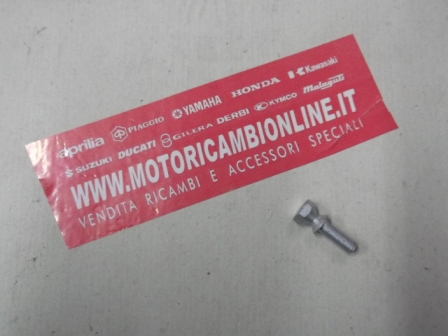 aprilia PIAGGIO YAMAHA HONDA Kawasaki
SUZUKI DUCATI GILERA DERBI KYMCO Malaguti
WWW.MOTORICAMBIONLINE.IT
VENDITA RICAMBI E ACCESSORI SPECIALI